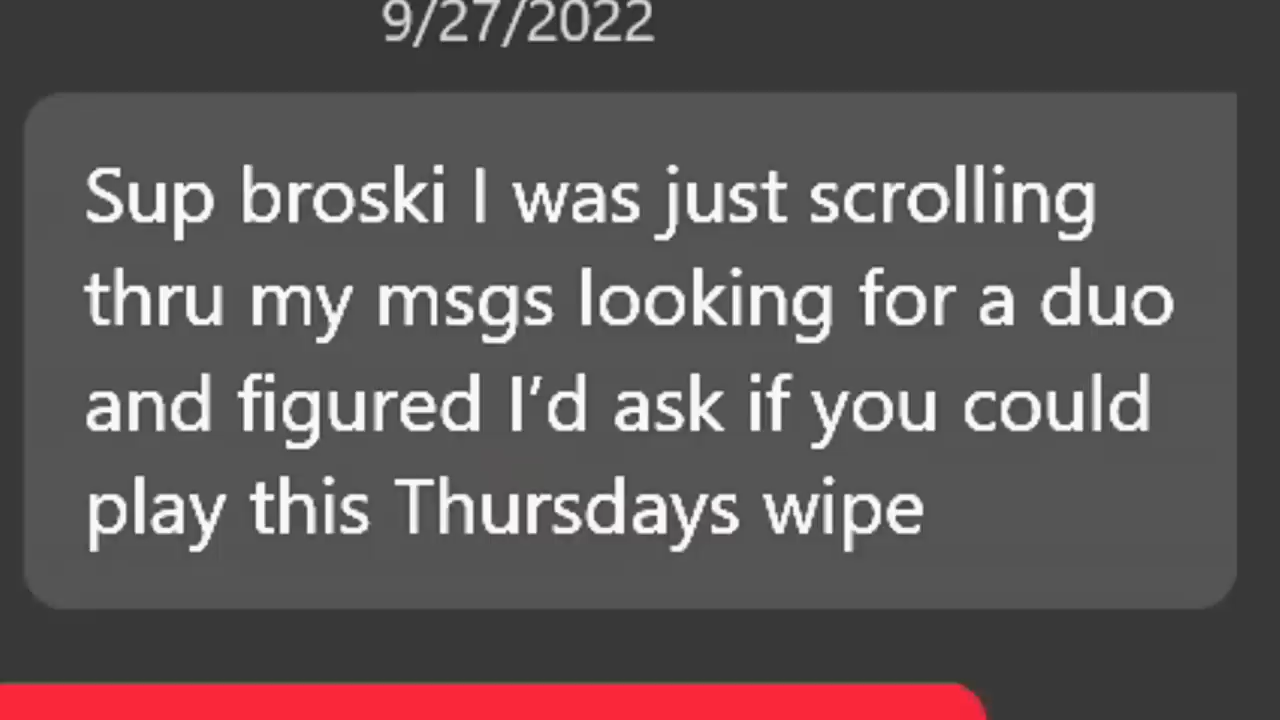 9/27/2022
Sup broski I was just scrolling
thru my msgs looking for a duo
and figured I’d ask if you could
play this Thursdays wipe